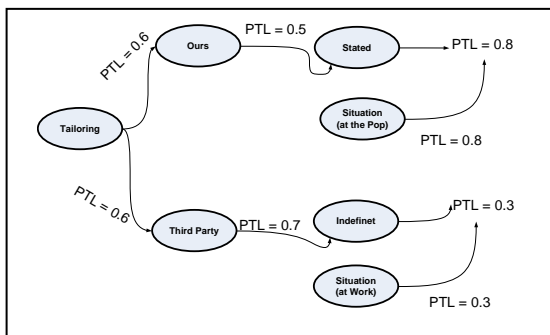 PTL = 0.6
Ours
PTL = 0.5
Stated
PTL = 0.8
Situation
(at the Pop)
PTL = 0.8
Tailoring
PTL = 0.6
Third Party
PTL = 0.7
Indefinet
PTL = 0.3
Situation
(at Work)
PTL = 0.3